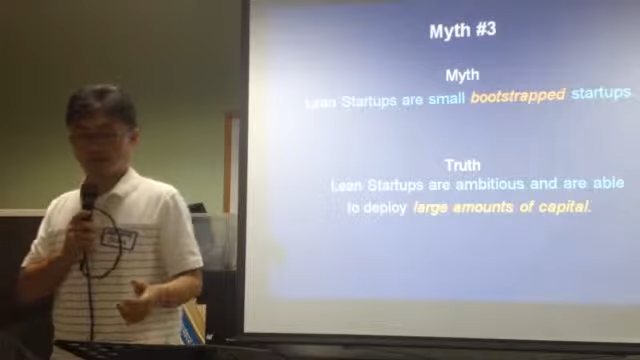 Myth #3
Myth
Lean Startups are small bootstrapped startups.
Truth
Lean Startups are ambitious and are able
to deploy large amounts of capital.